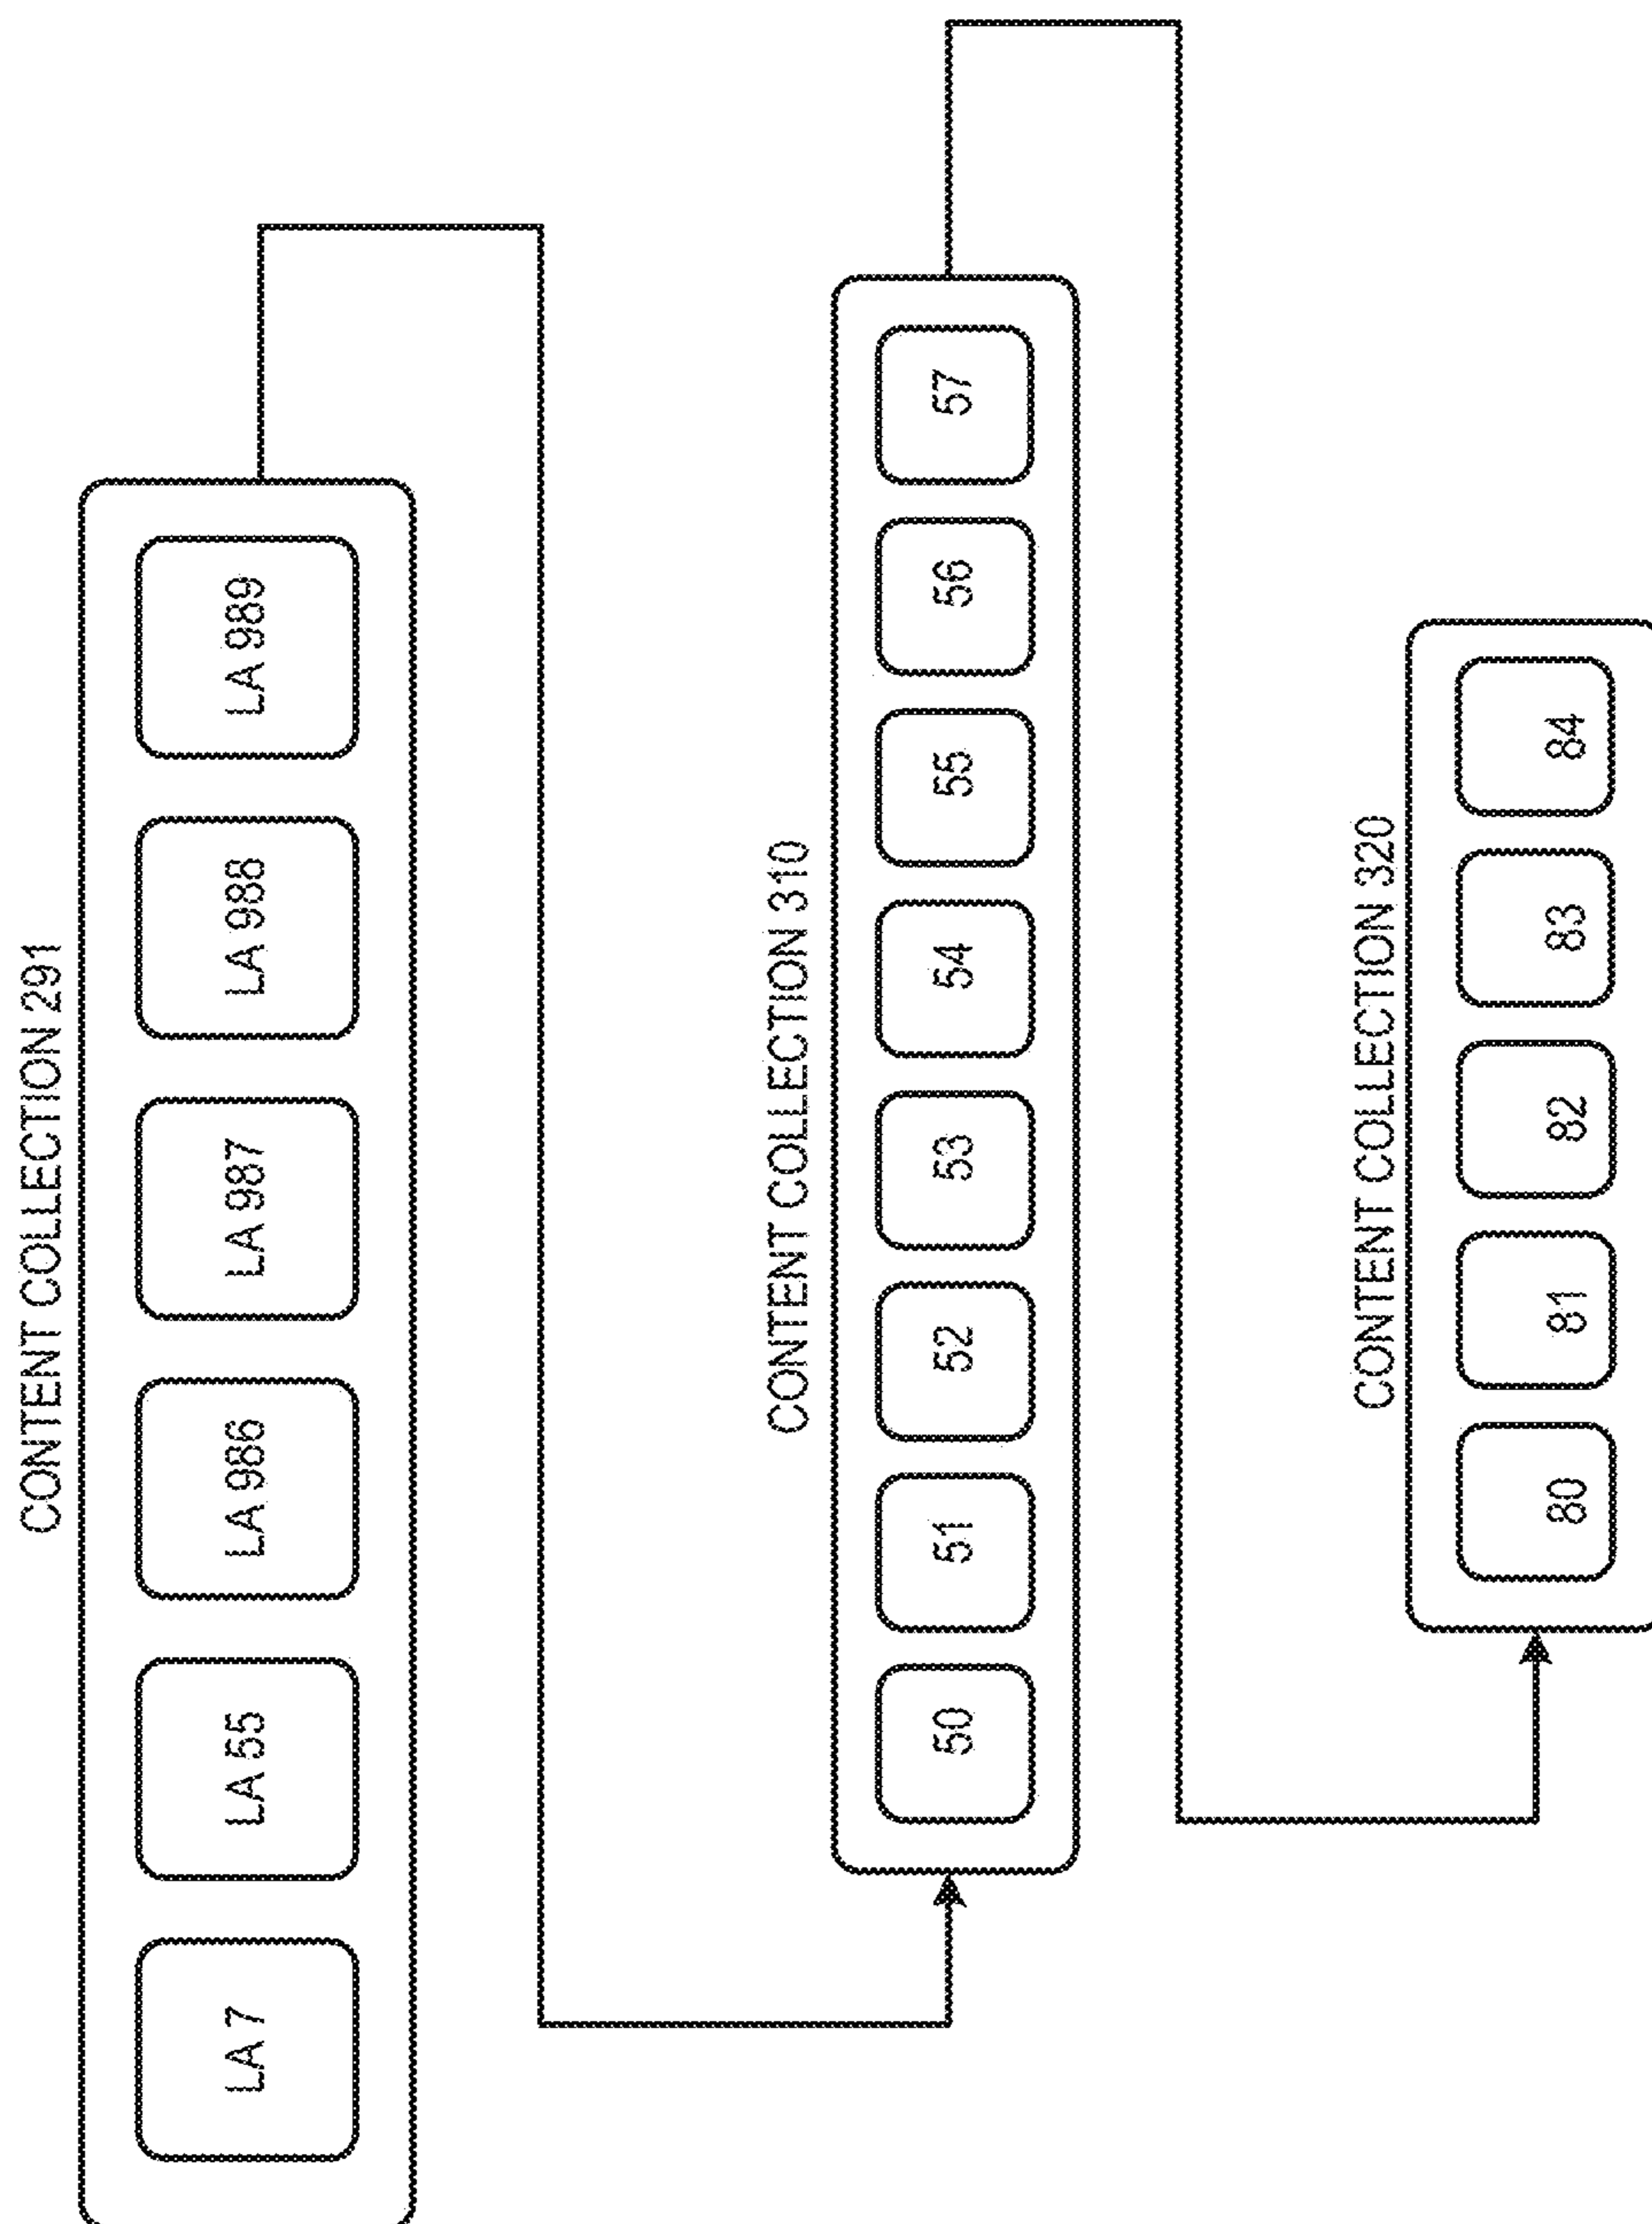 CONTENT COLLECTION 291
LA 7
LA 55
LA 986
LA 987
LA 988
LA 989
CONTENT COLLECTION 310
50
51
52
53
54
55
56
57
CONTENT COLLECTION 320
80
81
82
83
84